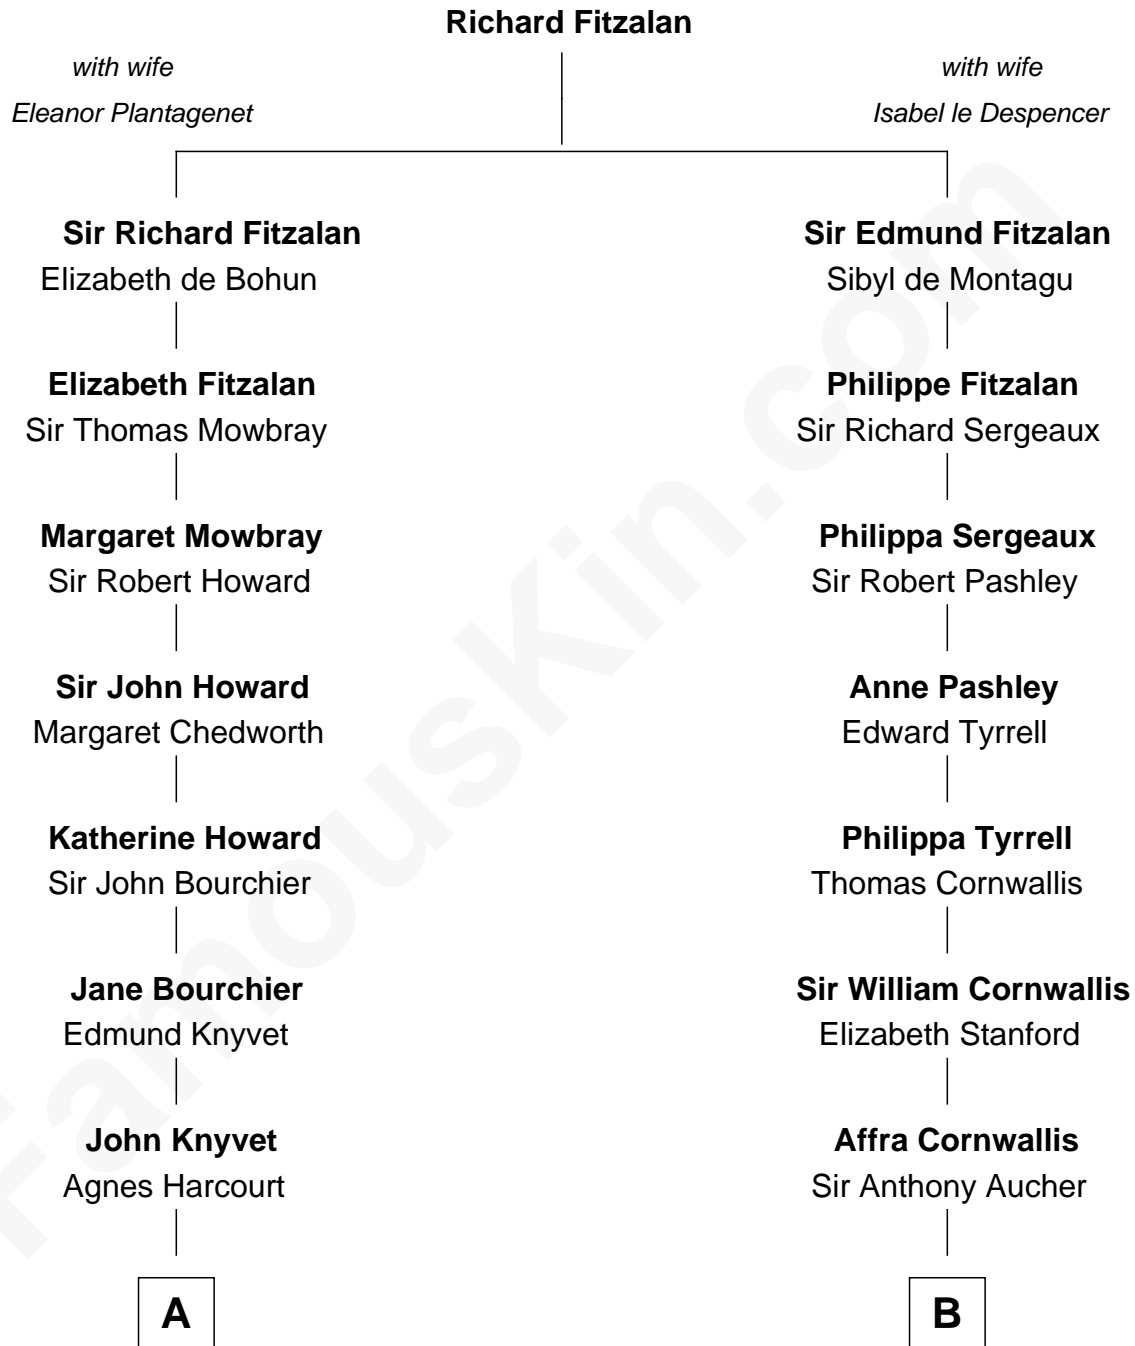 Richard Fitzalan
with wife
Eleanor Plantagenet
with wife
Isabel le Despencer
Sir Richard Fitzalan
Elizabeth de Bohun
Sir Edmund Fitzalan
Sibyl de Montagu
Elizabeth Fitzalan
Sir Thomas Mowbray
Philippe Fitzalan
Sir Richard Sergeaux
Margaret Mowbray
Sir Robert Howard
Philippa Sergeaux
Sir Robert Pashley
Sir John Howard
Margaret Chedworth
Anne Pashley
Edward Tyrrell
Katherine Howard
Sir John Bourchier
Philippa Tyrrell
Thomas Cornwallis
Jane Bourchier
Edmund Knyvet
Sir William Cornwallis
Elizabeth Stanford
John Knyvet
Agnes Harcourt
Affra Cornwallis
Sir Anthony Aucher
A
B
FamousKin.com